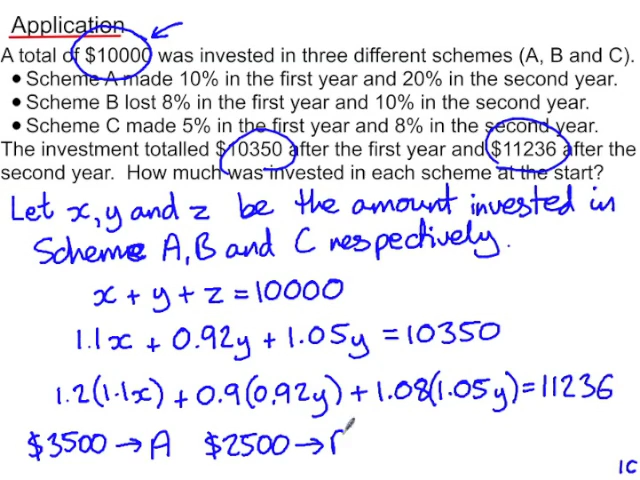 Application
A total of $10000 was invested in three different schemes (A, B and C).
• Scheme A made 10% in the first year and 20% in the second year.
• Scheme B lost 8% in the first year and 10% in the second year.
• Scheme C made 5% in the first year and 8% in the second year.
The investment totalled $10350 after the first year and $11236 after the
second year. How much was invested in each scheme at the start?
Let x, y and z be the amount invested in
Scheme A, B and C respectively.
x + y + z = 10000
1.1x + 0.92y + 1.05y = 10350
1.2(1.1x) + 0.9(0.92y) + 1.08(1.05y) = 11236
$3500 → A $2500 →
1C